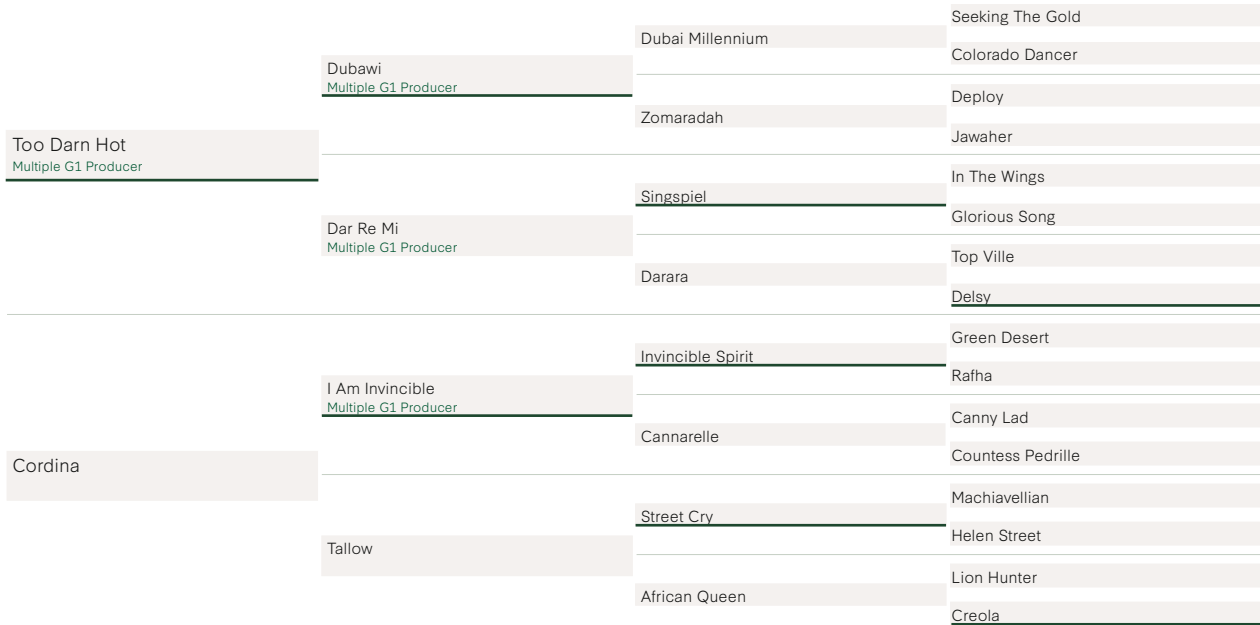 Too Darn Hot
Multiple G1 Producer
Cordina
Dubawi
Multiple G1 Producer
Dar Re Mi
Multiple G1 Producer
I Am Invincible
Multiple G1 Producer
Tallow
Dubai Millennium
Zomaradah
Singspiel
Darara
Invincible Spirit
Cannarelle
Street Cry
African Queen
Seeking The Gold
Colorado Dancer
Deploy
Jawaher
In The Wings
Glorious Song
Top Ville
Delsy
Green Desert
Rafha
Canny Lad
Countess Pedrille
Machiavellian
Helen Street
Lion Hunter
Creola